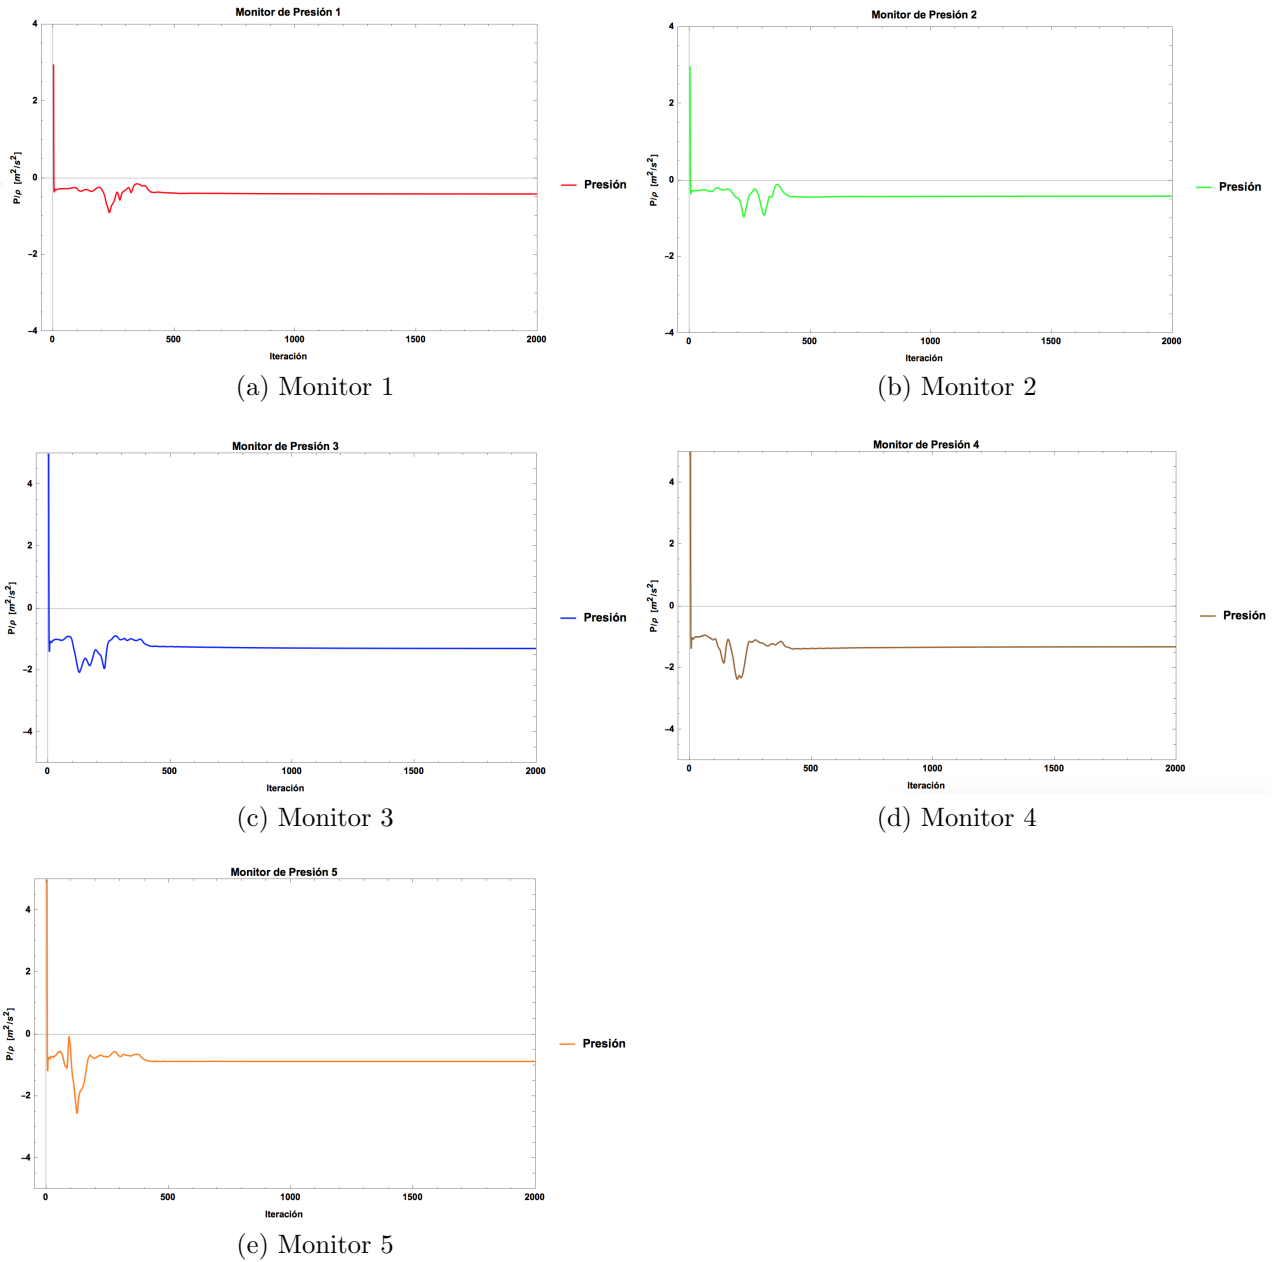 Monitor de Presión 1
4
2
0
−2
−4
P/ρ [m²/s²]
0 500 1000 1500 2000
Iteración
Presión
(a) Monitor 1
Monitor de Presión 2
4
2
0
−2
−4
P/ρ [m²/s²]
0 500 1000 1500 2000
Iteración
Presión
(b) Monitor 2
Monitor de Presión 3
4
2
0
−2
−4
P/ρ [m²/s²]
0 500 1000 1500 2000
Iteración
Presión
(c) Monitor 3
Monitor de Presión 4
4
2
0
−2
−4
P/ρ [m²/s²]
0 500 1000 1500 2000
Iteración
Presión
(d) Monitor 4
Monitor de Presión 5
4
2
0
−2
−4
P/ρ [m²/s²]
0 500 1000 1500 2000
Iteración
Presión
(e) Monitor 5